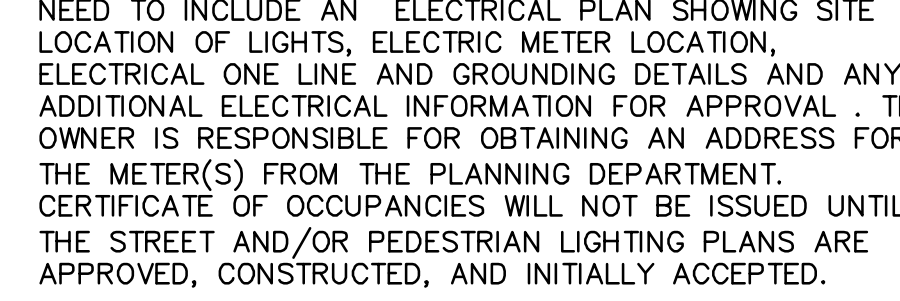 NEED TO INCLUDE AN ELECTRICAL PLAN SHOWING SITE
LOCATION OF LIGHTS, ELECTRIC METER LOCATION,
ELECTRICAL ONE LINE AND GROUNDING DETAILS AND ANY
ADDITIONAL ELECTRICAL INFORMATION FOR APPROVAL .
OWNER IS RESPONSIBLE FOR OBTAINING AN ADDRESS FOR
THE METER(S) FROM THE PLANNING DEPARTMENT.
CERTIFICATE OF OCCUPANCIES WILL NOT BE ISSUED UNTIL
THE STREET AND/OR PEDESTRIAN LIGHTING PLANS ARE
APPROVED, CONSTRUCTED, AND INITIALLY ACCEPTED.